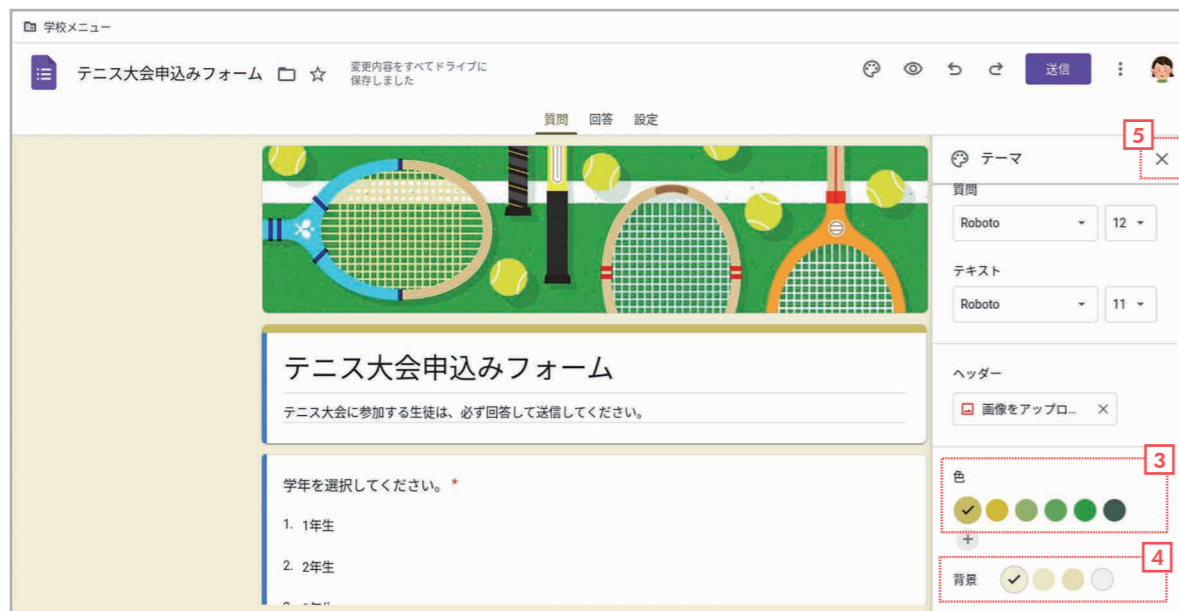 学校メニュー
テニス大会申込みフォーム
変更内容をすべてドライブに
保存しました
送信
質問 回答 設定
5
テーマ
質問
Roboto 12
テキスト
Roboto 11
ヘッダー
画像をアップロ...
3
色
4
背景
テニス大会申込みフォーム
テニス大会に参加する生徒は、必ず回答して送信してください。
学年を選択してください。 *
1. 1年生
2. 2年生